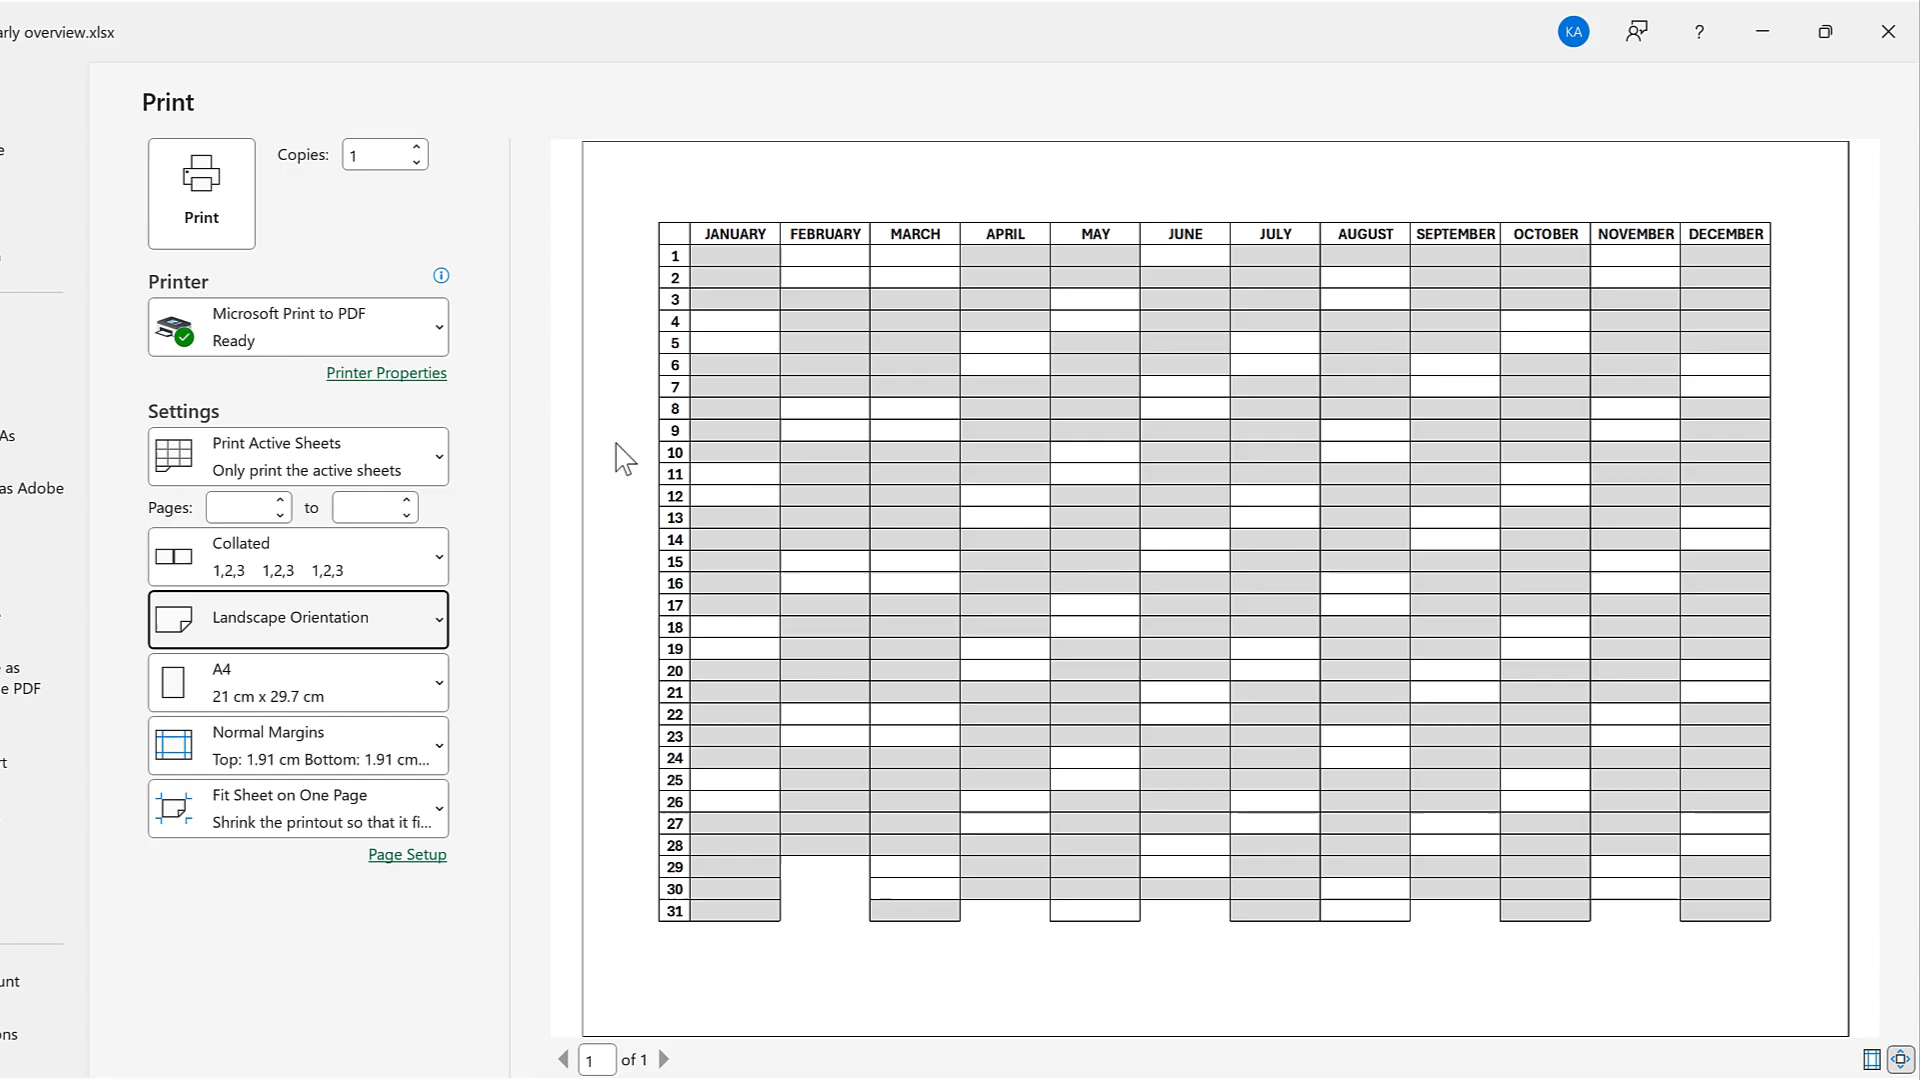 arly overview.xlsx
KA
?
Print
Print
Copies: 1
Printer
Microsoft Print to PDF
Ready
Printer Properties
Settings
Print Active Sheets
Only print the active sheets
Pages: to
Collated
1,2,3 1,2,3 1,2,3
Landscape Orientation
A4
21 cm x 29.7 cm
Normal Margins
Top: 1.91 cm Bottom: 1.91 cm...
Fit Sheet on One Page
Shrink the printout so that it fi...
Page Setup
e
As
as Adobe
as
e PDF
rt
unt
ons
JANUARY FEBRUARY MARCH APRIL MAY JUNE JULY AUGUST SEPTEMBER OCTOBER NOVEMBER DECEMBER
1
2
3
4
5
6
7
8
9
10
11
12
13
14
15
16
17
18
19
20
21
22
23
24
25
26
27
28
29
30
31
1 of 1